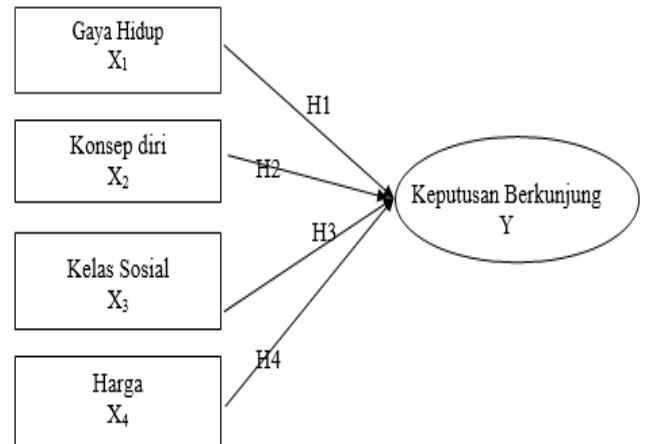 Gaya Hidup
X₁
H1
Konsep diri
X₂
H2
Keputusan Berkunjung
Y
Kelas Sosial
X₃
H3
Harga
X₄
H4